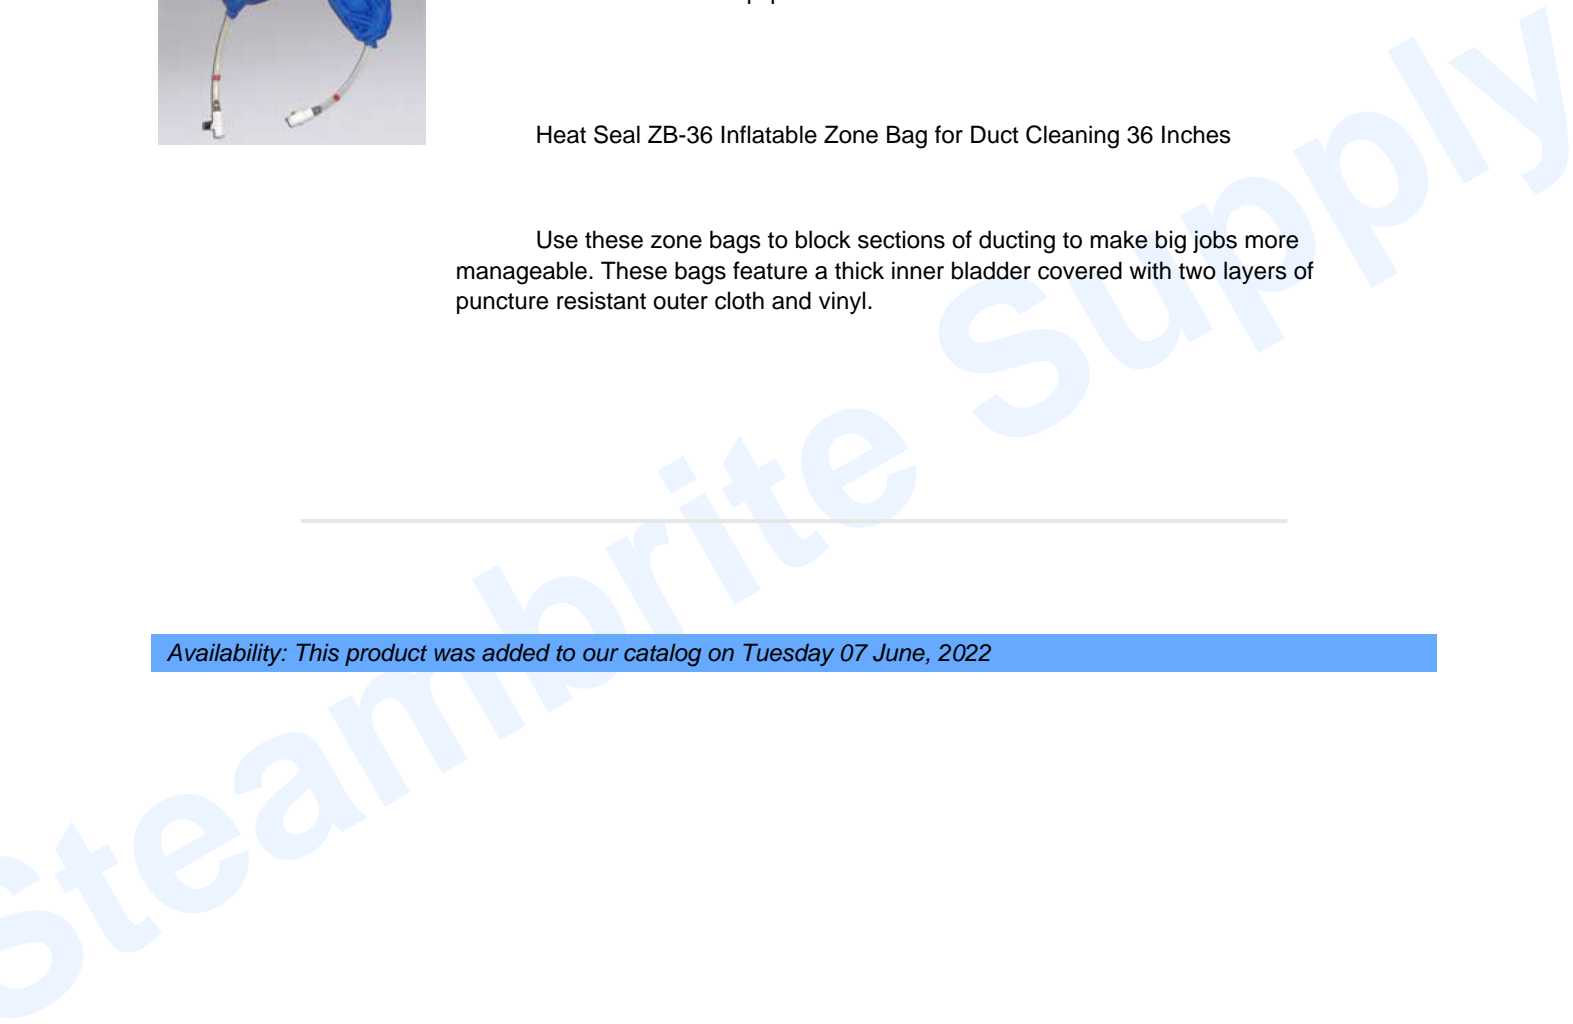 Heat Seal ZB-36 Inflatable Zone Bag for Duct Cleaning 36 Inches
Use these zone bags to block sections of ducting to make big jobs more
manageable. These bags feature a thick inner bladder covered with two layers of
puncture resistant outer cloth and vinyl.
Steambrite Supply
Availability: This product was added to our catalog on Tuesday 07 June, 2022